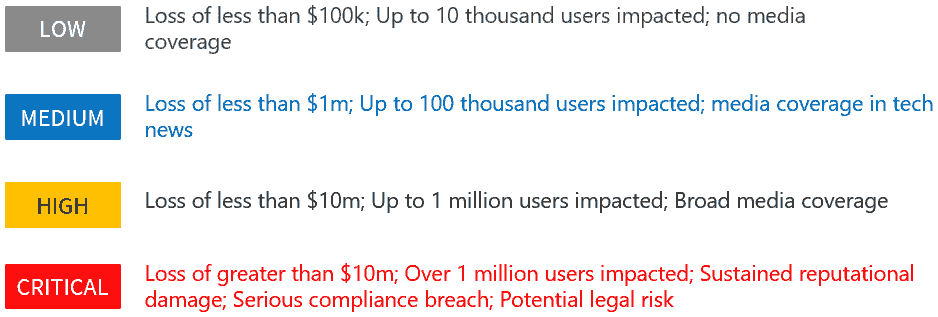 LOW
Loss of less than $100k; Up to 10 thousand users impacted; no media
coverage
MEDIUM
Loss of less than $1m; Up to 100 thousand users impacted; media coverage in tech
news
HIGH
Loss of less than $10m; Up to 1 million users impacted; Broad media coverage
CRITICAL
Loss of greater than $10m; Over 1 million users impacted; Sustained reputational
damage; Serious compliance breach; Potential legal risk